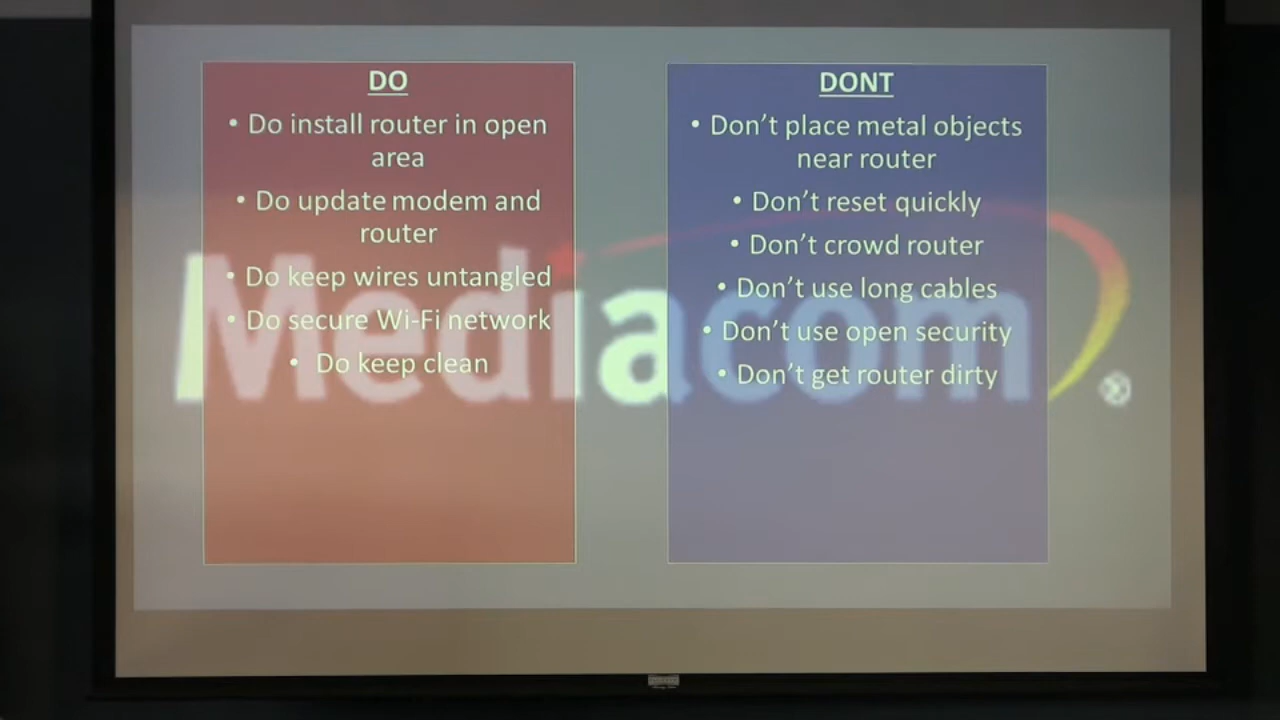 DO
• Do install router in open
area
• Do update modem and
router
• Do keep wires untangled
• Do secure Wi-Fi network
• Do keep clean
DONT
• Don’t place metal objects
near router
• Don’t reset quickly
• Don’t crowd router
• Don’t use long cables
• Don’t use open security
• Don’t get router dirty
Mediacom